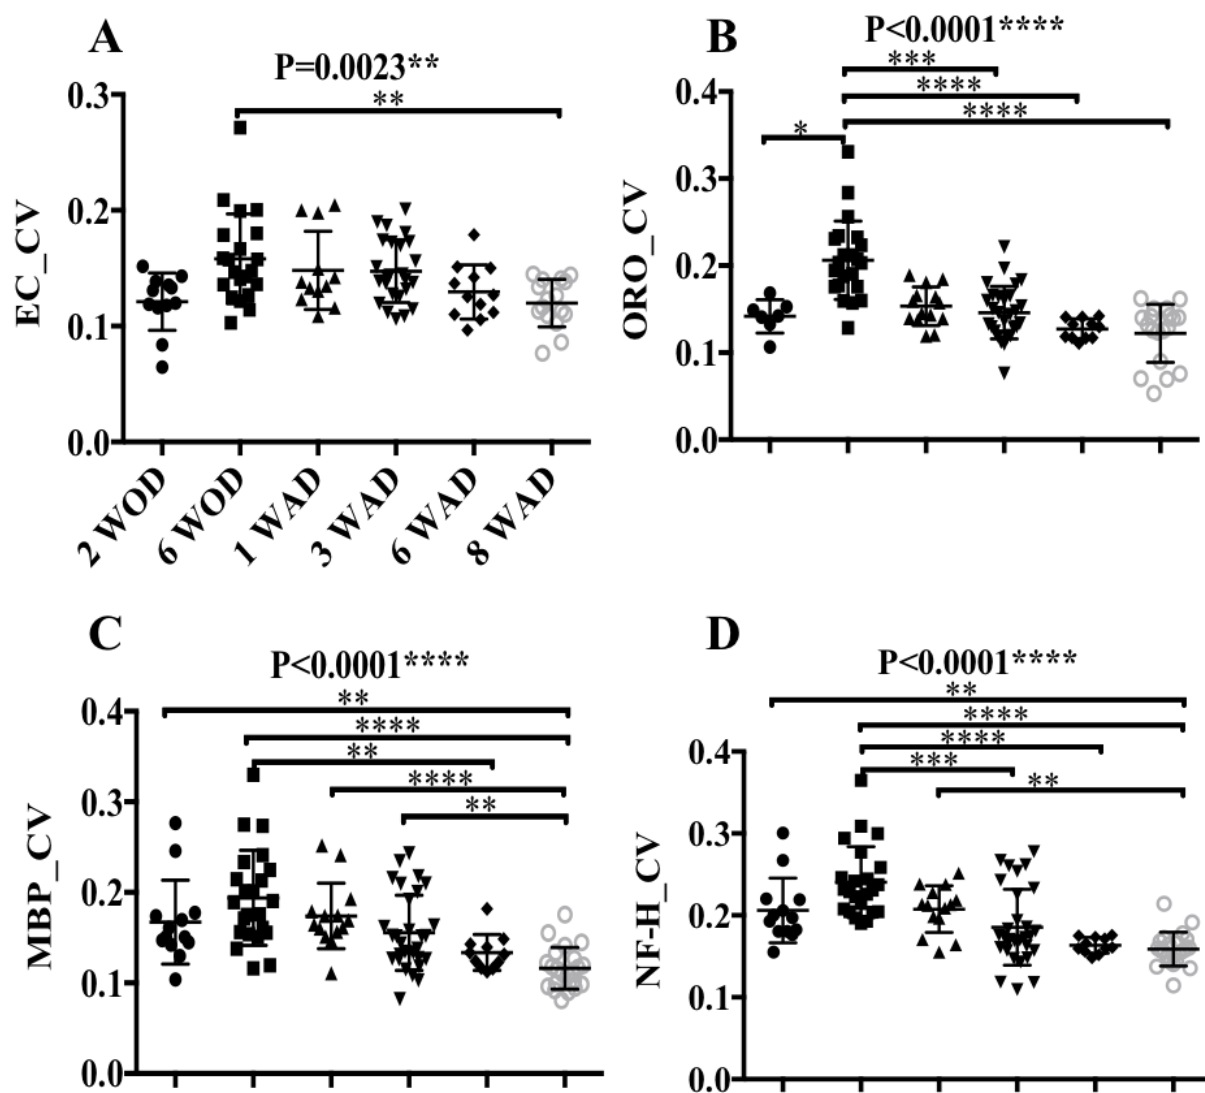 A
P=0.0023**
**
EC_CV
0.3
0.2
0.1
0.0
2 WOD
6 WOD
1 WAD
3 WAD
6 WAD
8 WAD
B
P<0.0001****
***
****
****
*
ORO_CV
0.4
0.3
0.2
0.1
0.0
C
P<0.0001****
**
****
**
****
**
MBP_CV
0.4
0.3
0.2
0.1
0.0
D
P<0.0001****
**
****
****
***
**
NF-H_CV
0.4
0.3
0.2
0.1
0.0